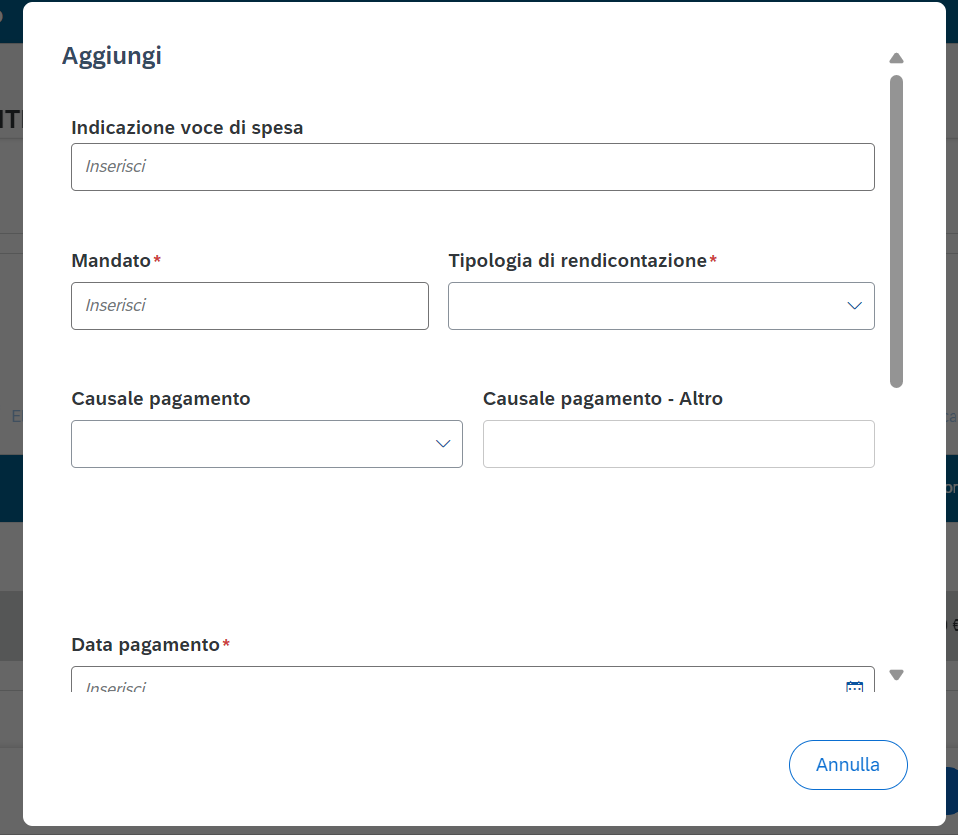 Aggiungi
Indicazione voce di spesa
Inserisci
Mandato*
Tipologia di rendicontazione*
Inserisci
Causale pagamento
Causale pagamento - Altro
Data pagamento*
Inserisci
Annulla